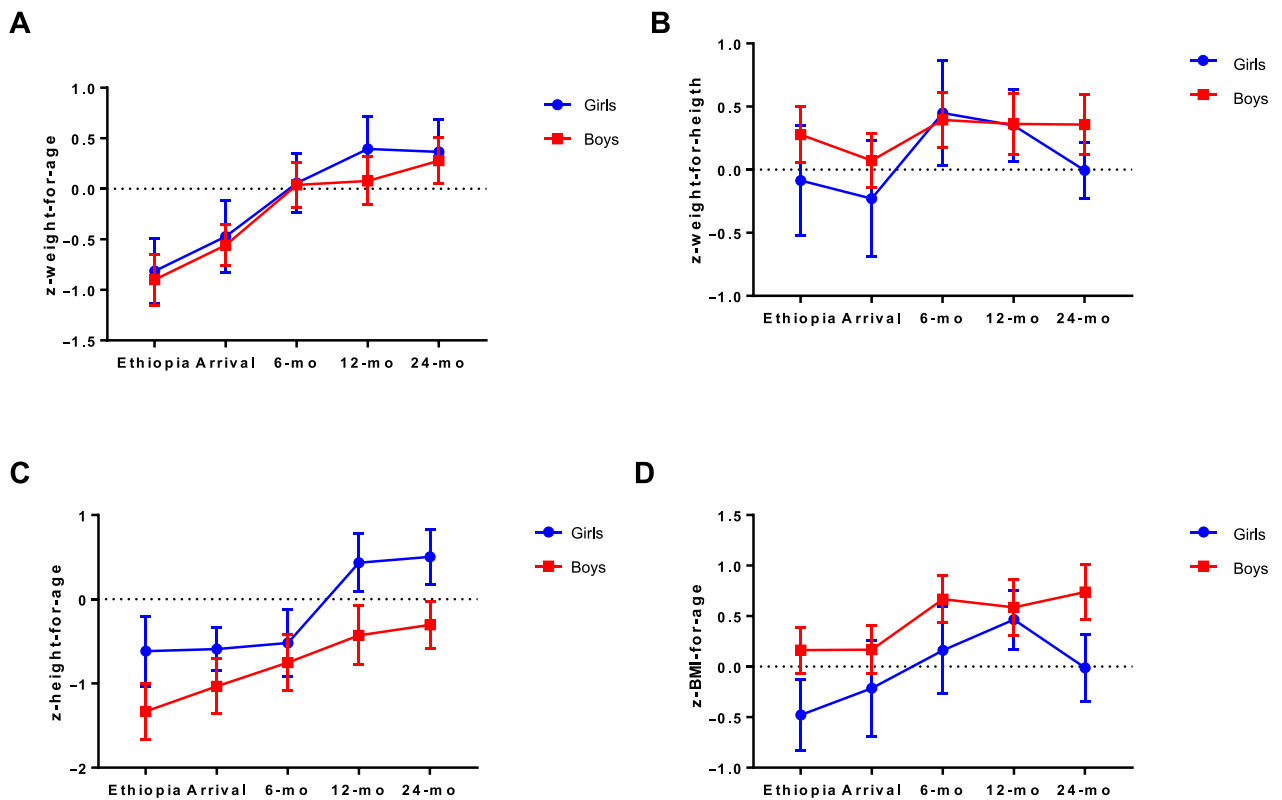 A
z-weight-for-age
1.0
0.5
0.0
−0.5
−1.0
−1.5
Ethiopia Arrival 6-mo 12-mo 24-mo
Girls
Boys
B
z-weight-for-heigth
1.0
0.5
0.0
−0.5
−1.0
Ethiopia Arrival 6-mo 12-mo 24-mo
Girls
Boys
C
z-height-for-age
1
0
−1
−2
Ethiopia Arrival 6-mo 12-mo 24-mo
Girls
Boys
D
z-BMI-for-age
1.5
1.0
0.5
0.0
−0.5
−1.0
Ethiopia Arrival 6-mo 12-mo 24-mo
Girls
Boys